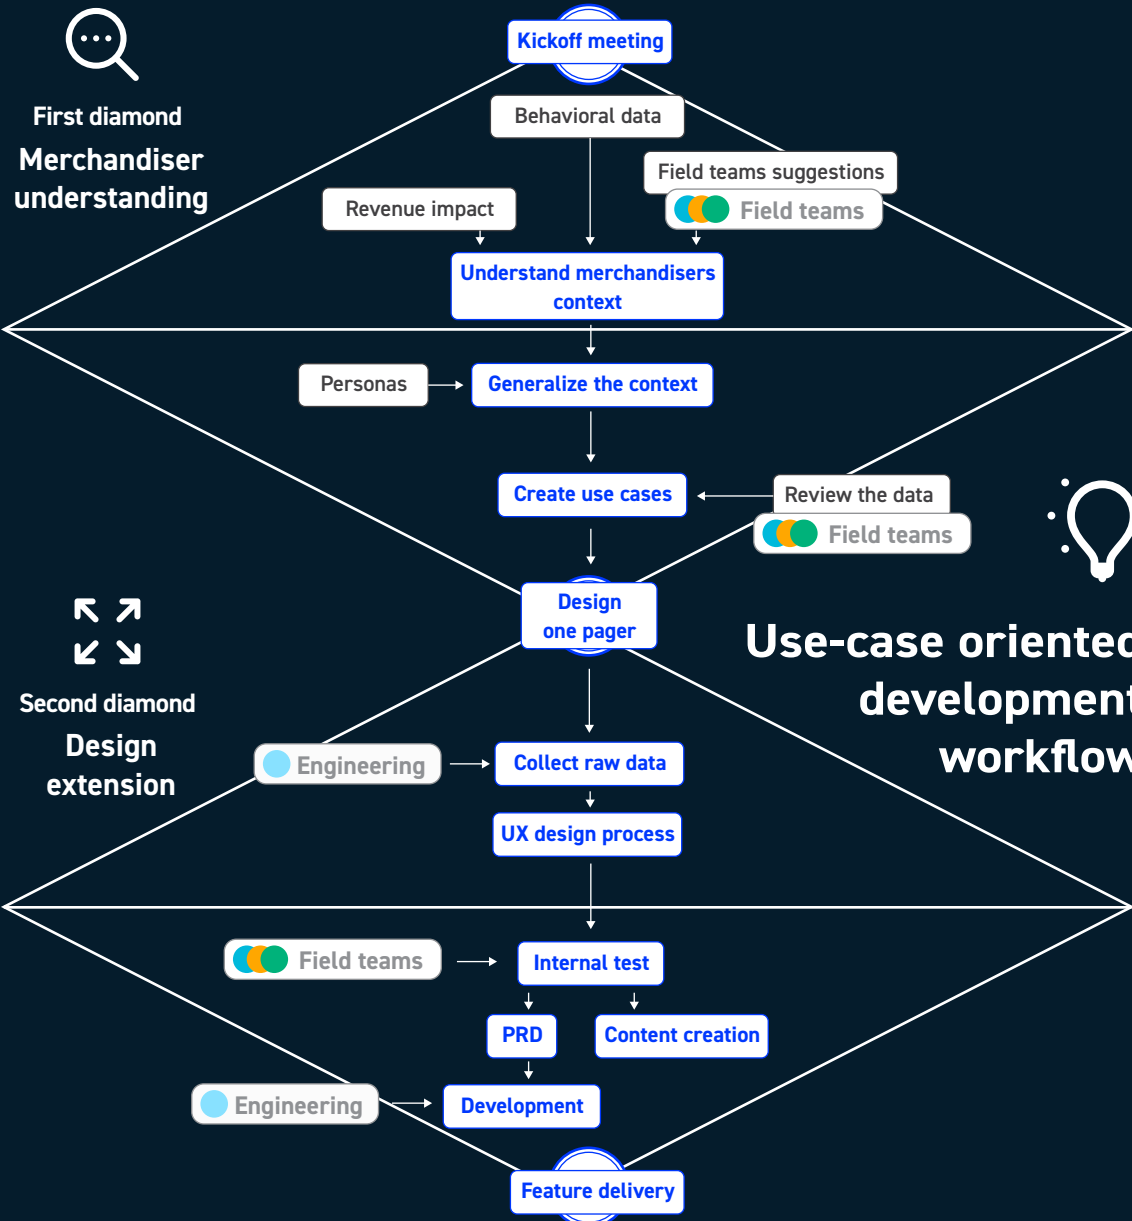 Kickoff meeting
First diamond
Merchandiser
understanding
Behavioral data
Field teams suggestions
Field teams
Revenue impact
Understand merchandisers
context
Personas
Generalize the context
Create use cases
Review the data
Field teams
Design
one pager
Use-case oriented
development
workflow
Second diamond
Design
extension
Engineering
Collect raw data
UX design process
Field teams
Internal test
PRD
Content creation
Engineering
Development
Feature delivery